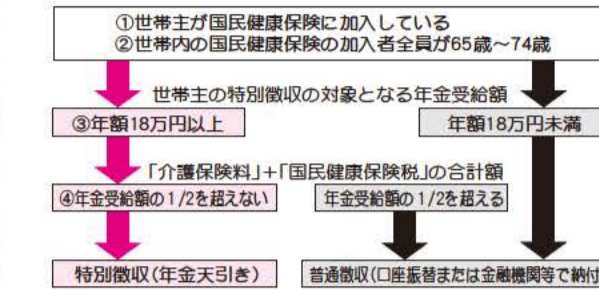 ①世帯主が国民健康保険に加入している
②世帯内の国民健康保険の加入者全員が65歳～74歳
世帯主の特別徴収の対象となる年金受給額
③年額18万円以上
年額18万円未満
「介護保険料」+「国民健康保険税」の合計額
④年金受給額の1/2を超えない
年金受給額の1/2を超える
特別徴収(年金天引き)
普通徴収(口座振替または金融機関等で納付